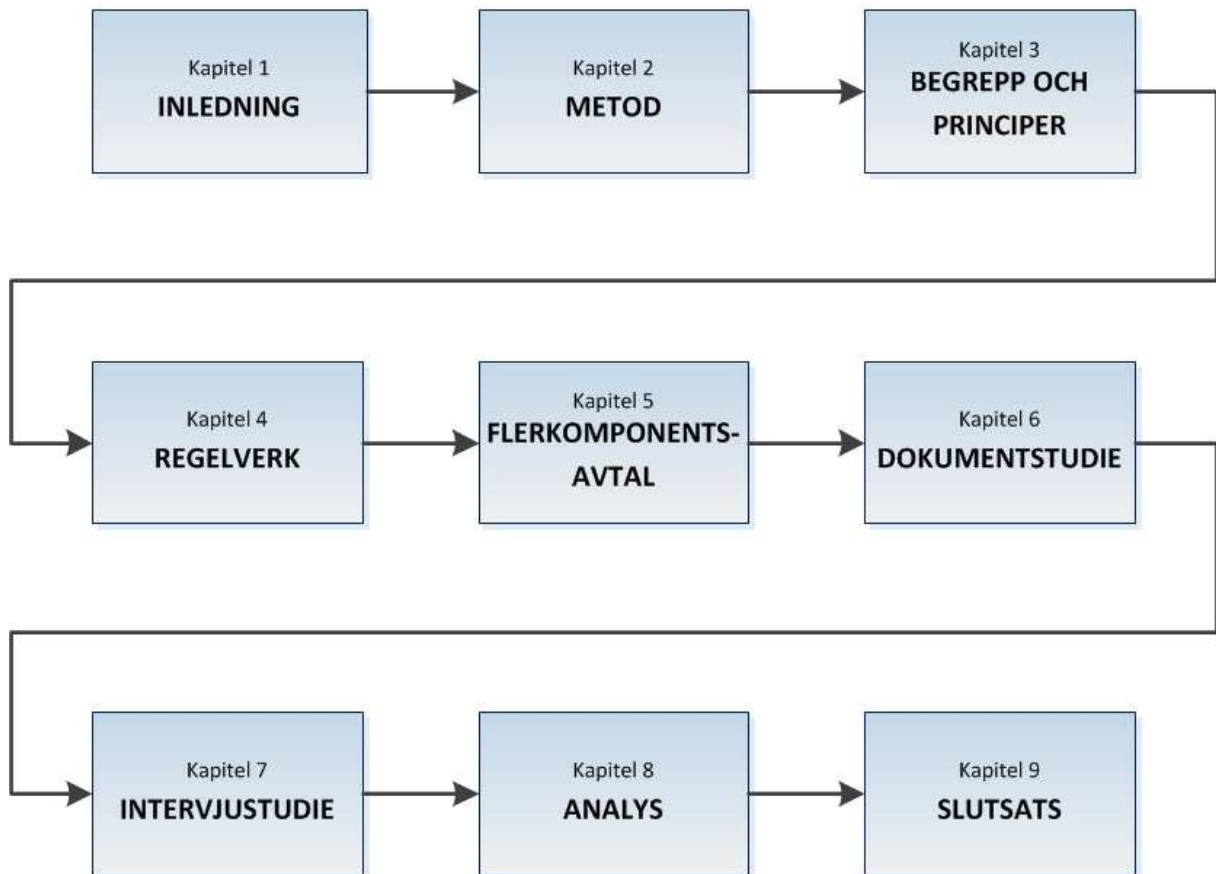 Kapitel 1
INLEDNING
Kapitel 2
METOD
Kapitel 3
BEGREPP OCH
PRINCIPER
Kapitel 4
REGELVERK
Kapitel 5
FLERKOMPONENTS-
AVTAL
Kapitel 6
DOKUMENTSTUDIE
Kapitel 7
INTERVJUSTUDIE
Kapitel 8
ANALYS
Kapitel 9
SLUTSATS